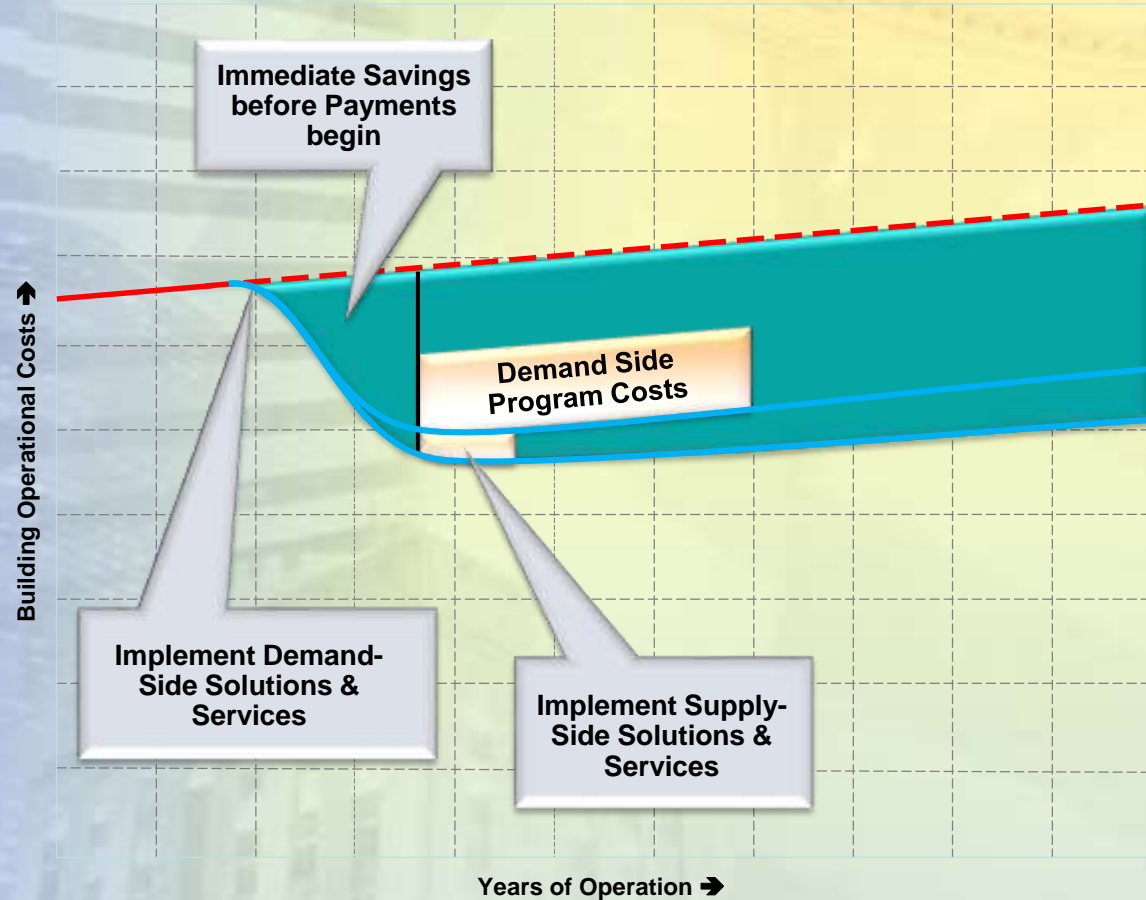 Immediate Savings
before Payments
begin
Demand Side
Program Costs
Building Operational Costs ➔
Implement Demand-
Side Solutions &
Services
Implement Supply-
Side Solutions &
Services
Years of Operation ➔